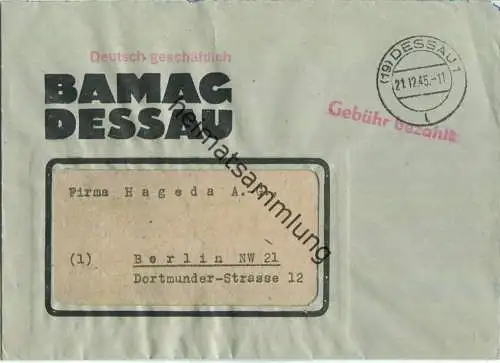 Deutsch geschäftlich
BAMAG
DESSAU
(19) DESSAU 1
21.12.45.-11
l
Gebühr bezahlt
heimatsammlung
Firma Hageda A.G.
(1) Berlin NW 21
Dortmunder-Strasse 12